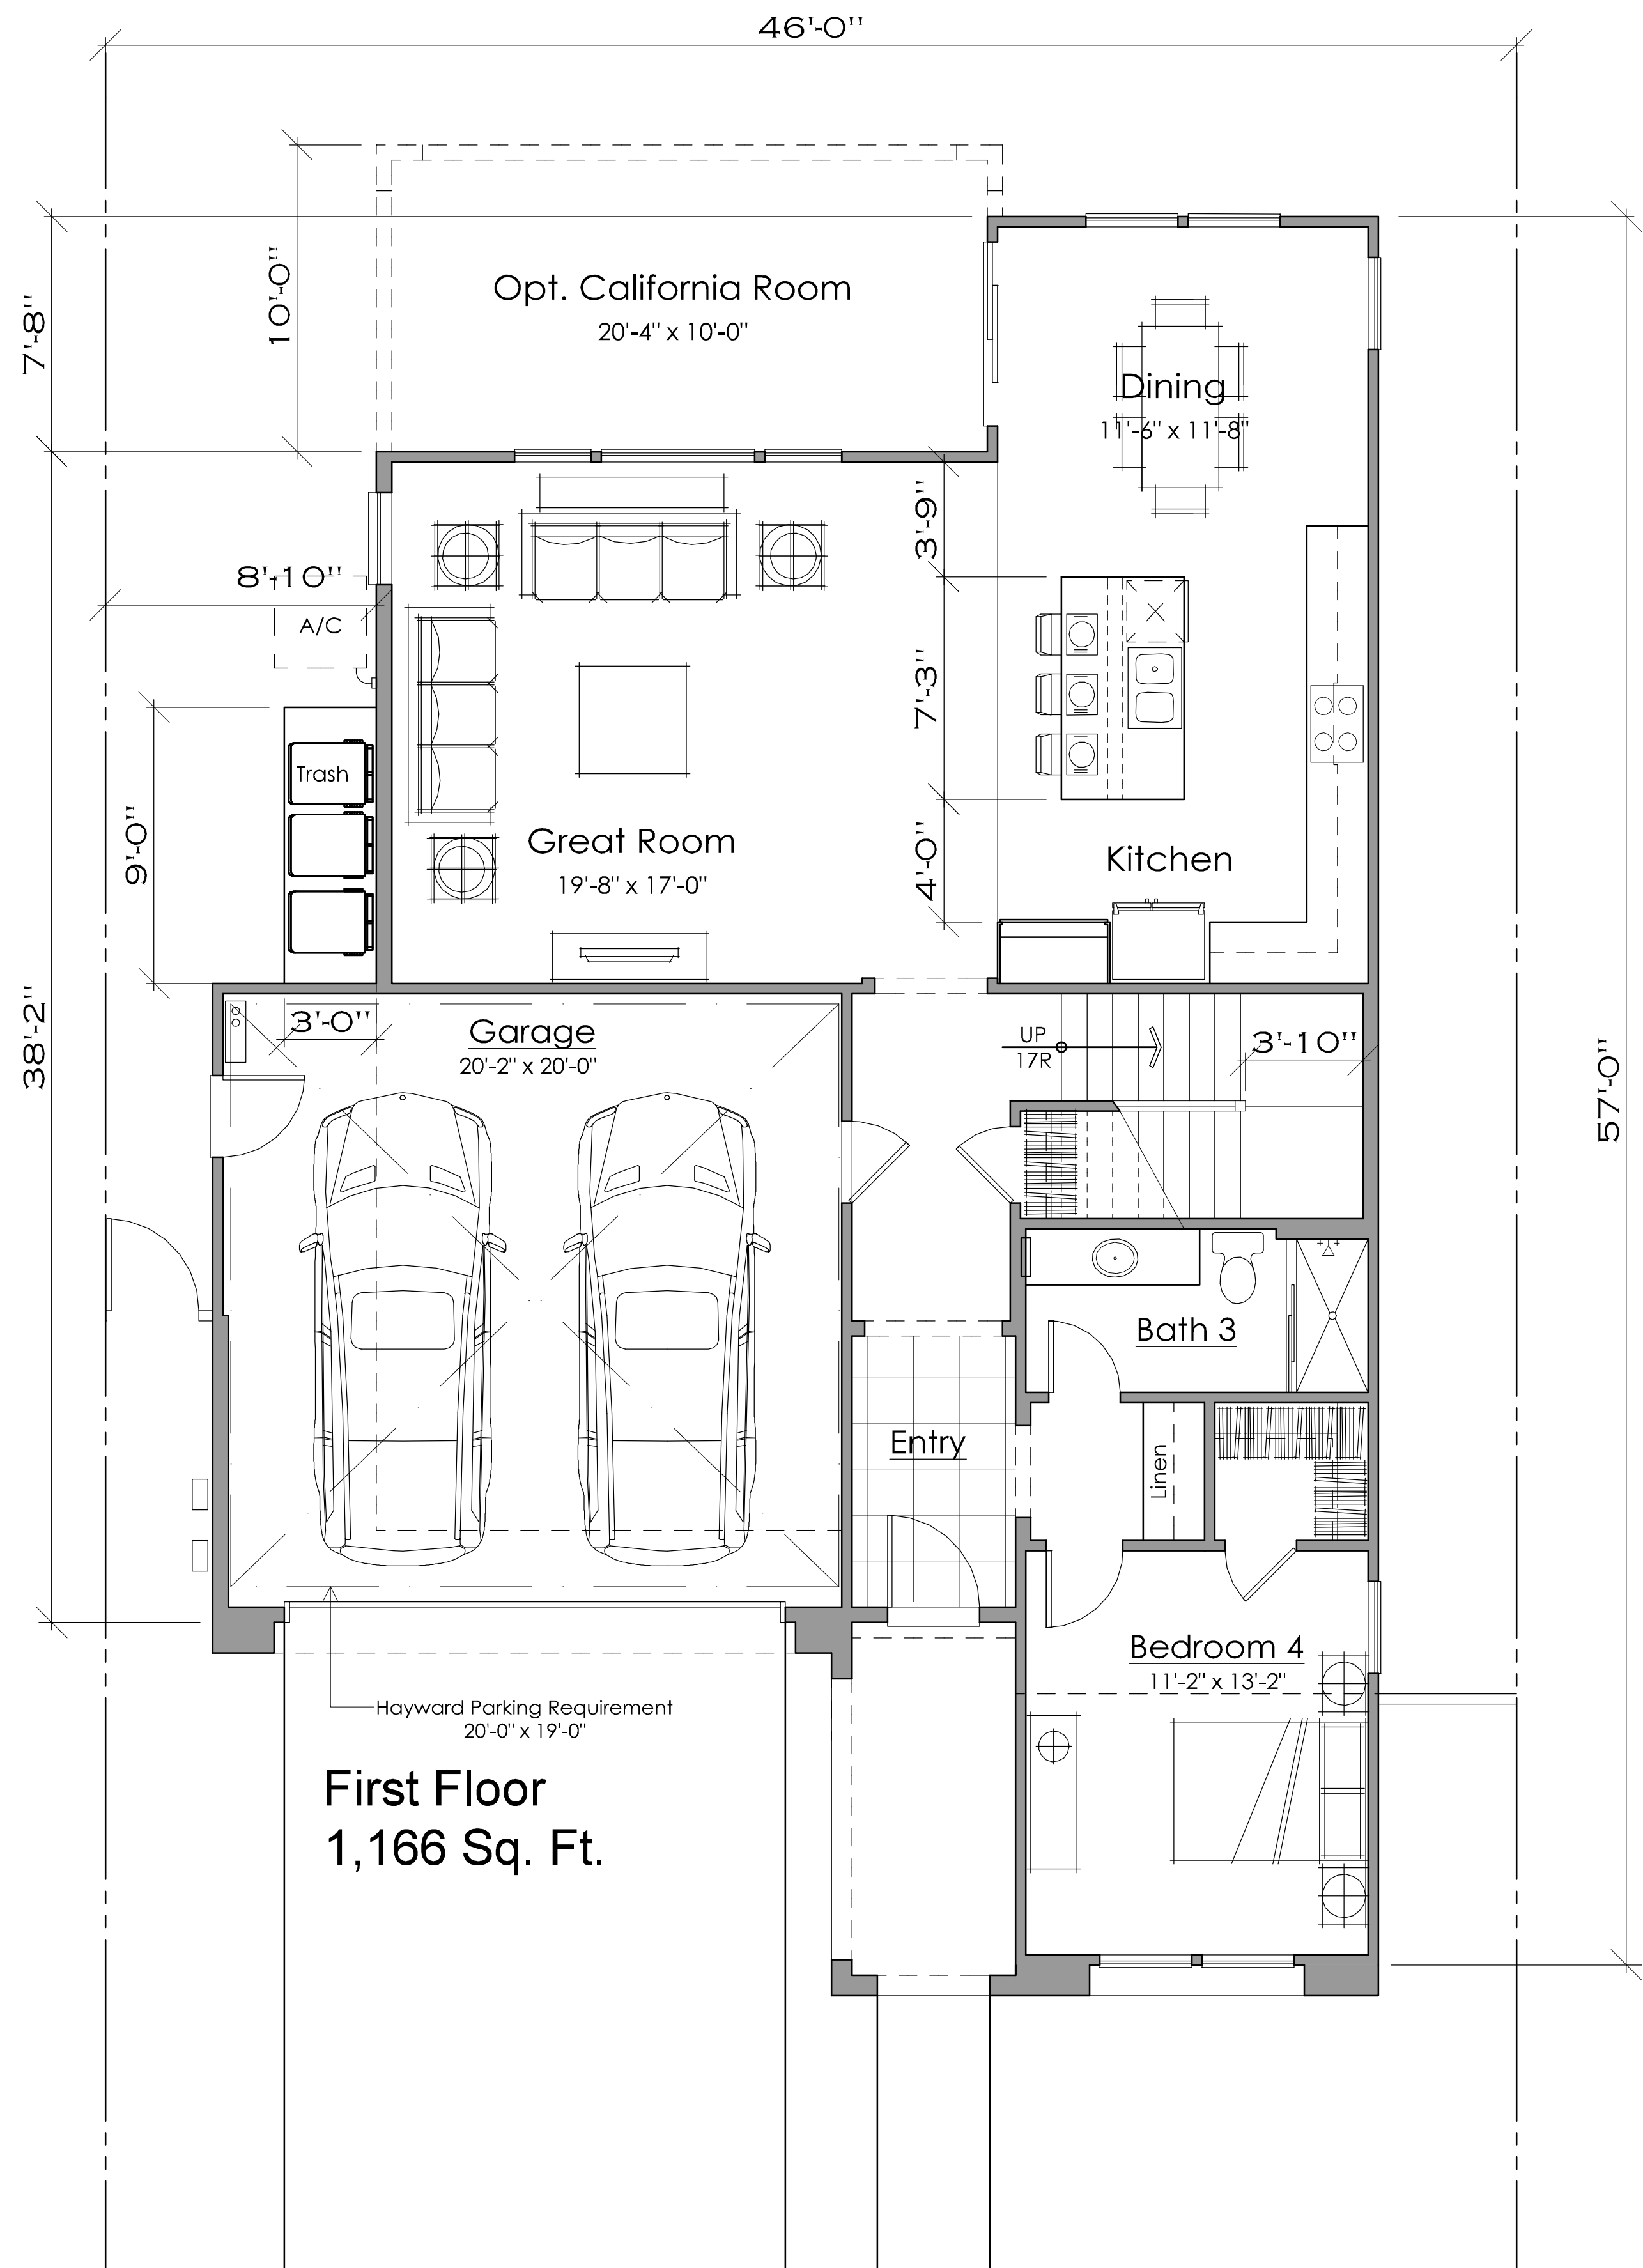 46'-0"
10'-0"
7'-8"
Opt. California Room
20'-4" x 10'-0"
Dining
11'-6" x 11'-8"
3'-9"
8'-10"
A/C
7'-3"
Trash
9'-0"
Great Room
19'-8" x 17'-0"
4'-0"
Kitchen
38'-2"
3'-0"
Garage
20'-2" x 20'-0"
UP
17R
3'-10"
57'-0"
Bath 3
Entry
Linen
Bedroom 4
11'-2" x 13'-2"
Hayward Parking Requirement
20'-0" x 19'-0"
First Floor
1,166 Sq. Ft.